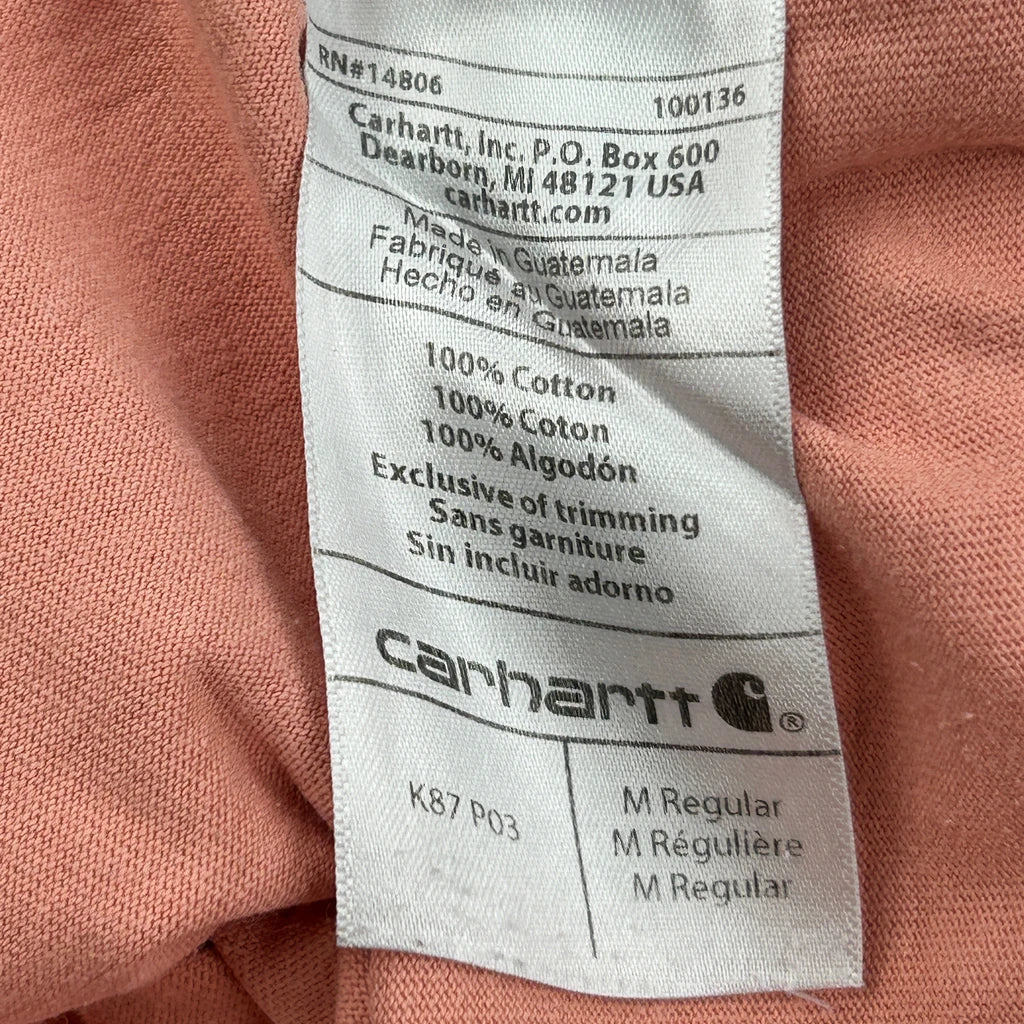 RN#14806
100136
Carhartt, Inc. P.O. Box 600
Dearborn, MI 48121 USA
carhartt.com
Made in Guatemala
Fabriqué au Guatemala
Hecho en Guatemala
100% Cotton
100% Coton
100% Algodón
Exclusive of trimming
Sans garniture
Sin incluir adorno
carhartt ®
K87 P03
M Regular
M Régulière
M Regular